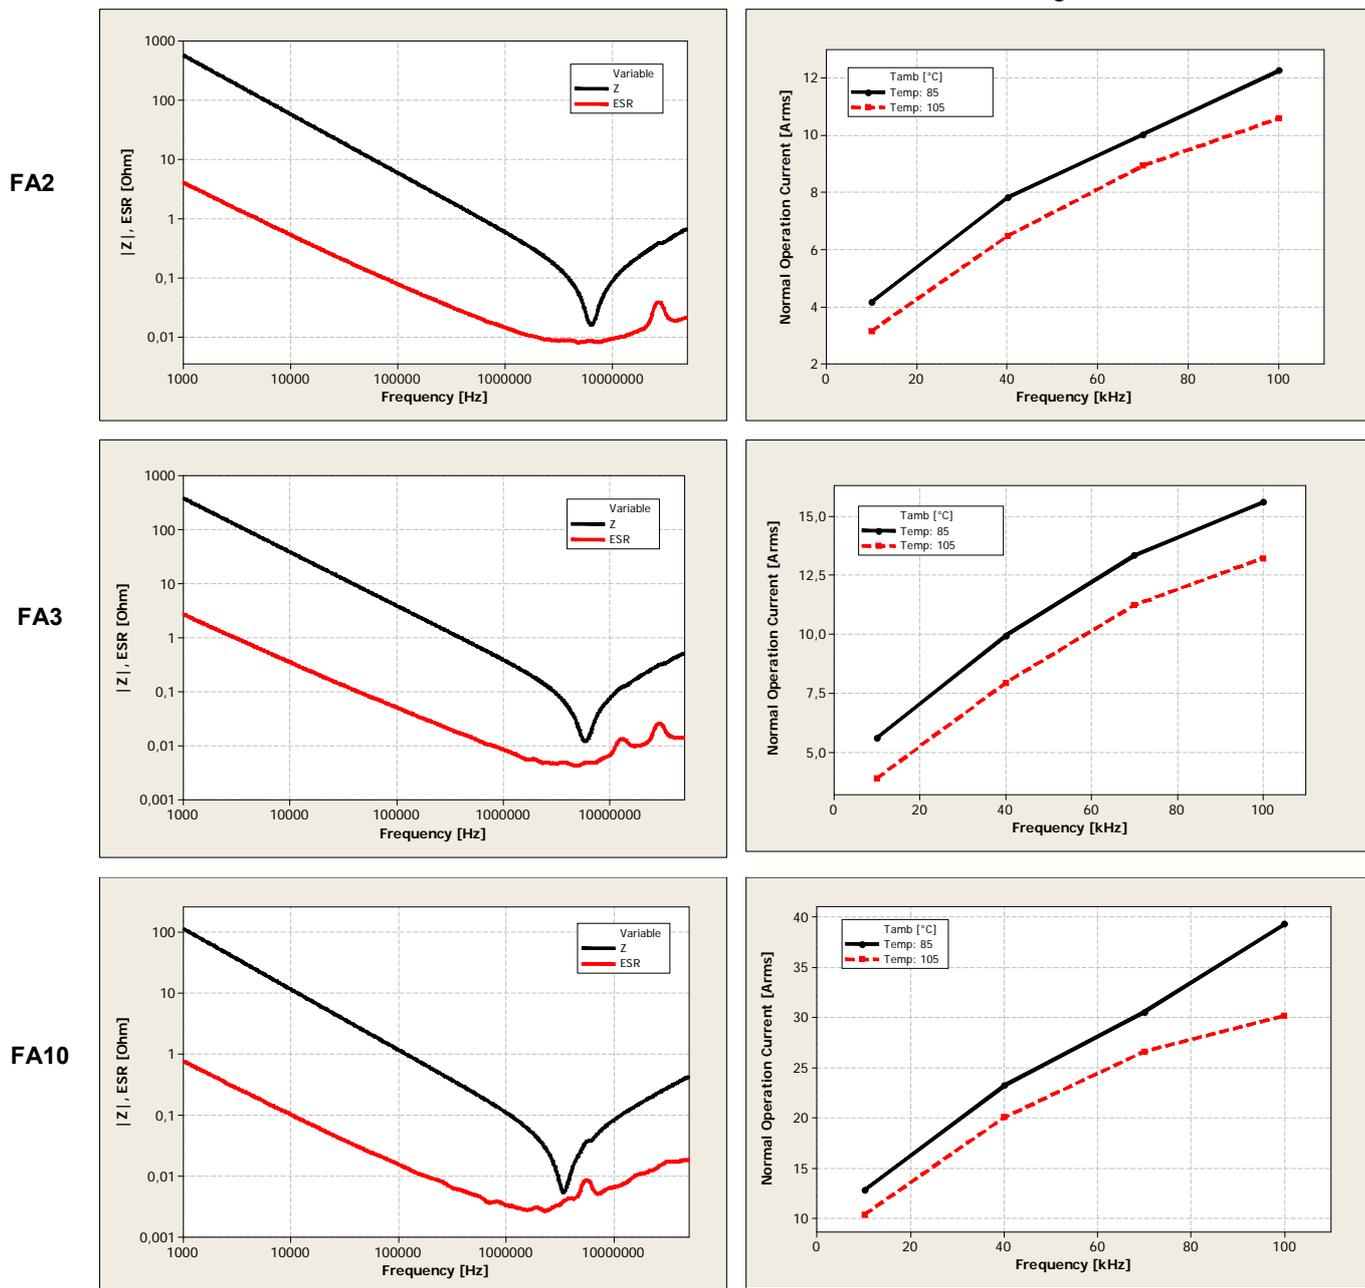 g
FA2
1000
100
10
1
0,1
0,01
|Z|, ESR [Ohm]
Variable
Z
ESR
1000 10000 100000 1000000 10000000
Frequency [Hz]
12
10
8
6
4
2
Normal Operation Current [Arms]
Tamb [°C]
Temp: 85
Temp: 105
0 20 40 60 80 100
Frequency [kHz]
FA3
1000
100
10
1
0,1
0,01
0,001
|Z|, ESR [Ohm]
Variable
Z
ESR
1000 10000 100000 1000000 10000000
Frequency [Hz]
15,0
12,5
10,0
7,5
5,0
Normal Operation Current [Arms]
Tamb [°C]
Temp: 85
Temp: 105
0 20 40 60 80 100
Frequency [kHz]
FA10
100
10
1
0,1
0,01
0,001
|Z|, ESR [Ohm]
Variable
Z
ESR
1000 10000 100000 1000000 10000000
Frequency [Hz]
40
35
30
25
20
15
10
Normal Operation Current [Arms]
Tamb [°C]
Temp: 85
Temp: 105
0 20 40 60 80 100
Frequency [kHz]